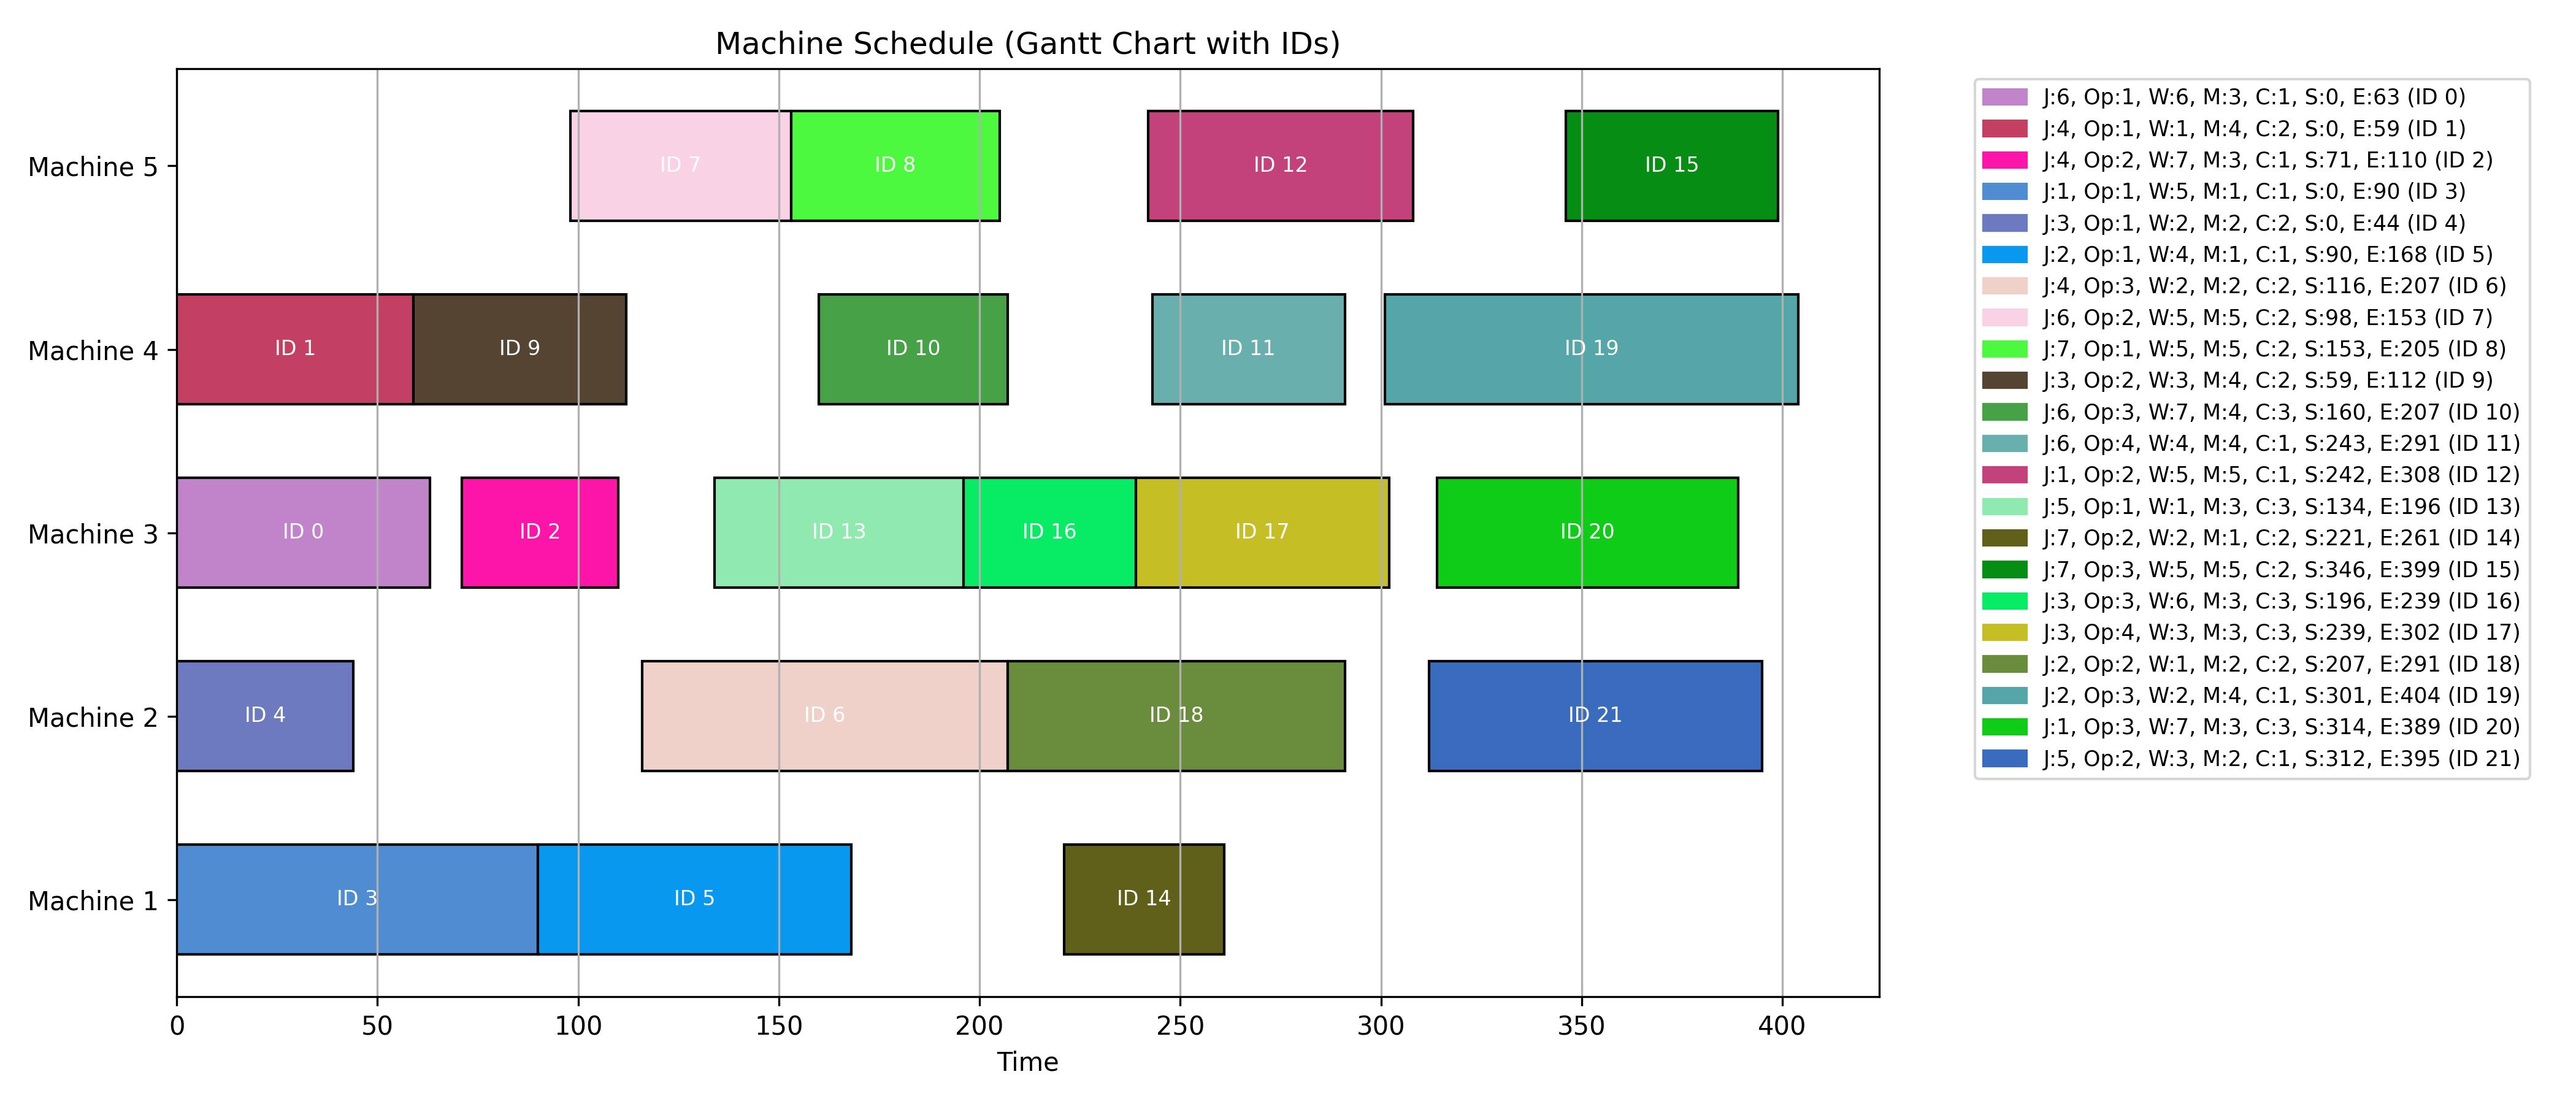 Machine Schedule (Gantt Chart with IDs)
Machine 5
ID 7
ID 8
ID 12
ID 15
Machine 4
ID 1
ID 9
ID 10
ID 11
ID 19
Machine 3
ID 0
ID 2
ID 13
ID 16
ID 17
ID 20
Machine 2
ID 4
ID 6
ID 18
ID 21
Machine 1
ID 3
ID 5
ID 14
0 50 100 150 200 250 300 350 400
Time
J:6, Op:1, W:6, M:3, C:1, S:0, E:63 (ID 0)
J:4, Op:1, W:1, M:4, C:2, S:0, E:59 (ID 1)
J:4, Op:2, W:7, M:3, C:1, S:71, E:110 (ID 2)
J:1, Op:1, W:5, M:1, C:1, S:0, E:90 (ID 3)
J:3, Op:1, W:2, M:2, C:2, S:0, E:44 (ID 4)
J:2, Op:1, W:4, M:1, C:1, S:90, E:168 (ID 5)
J:4, Op:3, W:2, M:2, C:2, S:116, E:207 (ID 6)
J:6, Op:2, W:5, M:5, C:2, S:98, E:153 (ID 7)
J:7, Op:1, W:5, M:5, C:2, S:153, E:205 (ID 8)
J:3, Op:2, W:3, M:4, C:2, S:59, E:112 (ID 9)
J:6, Op:3, W:7, M:4, C:3, S:160, E:207 (ID 10)
J:6, Op:4, W:4, M:4, C:1, S:243, E:291 (ID 11)
J:1, Op:2, W:5, M:5, C:1, S:242, E:308 (ID 12)
J:5, Op:1, W:1, M:3, C:3, S:134, E:196 (ID 13)
J:7, Op:2, W:2, M:1, C:2, S:221, E:261 (ID 14)
J:7, Op:3, W:5, M:5, C:2, S:346, E:399 (ID 15)
J:3, Op:3, W:6, M:3, C:3, S:196, E:239 (ID 16)
J:3, Op:4, W:3, M:3, C:3, S:239, E:302 (ID 17)
J:2, Op:2, W:1, M:2, C:2, S:207, E:291 (ID 18)
J:2, Op:3, W:2, M:4, C:1, S:301, E:404 (ID 19)
J:1, Op:3, W:7, M:3, C:3, S:314, E:389 (ID 20)
J:5, Op:2, W:3, M:2, C:1, S:312, E:395 (ID 21)